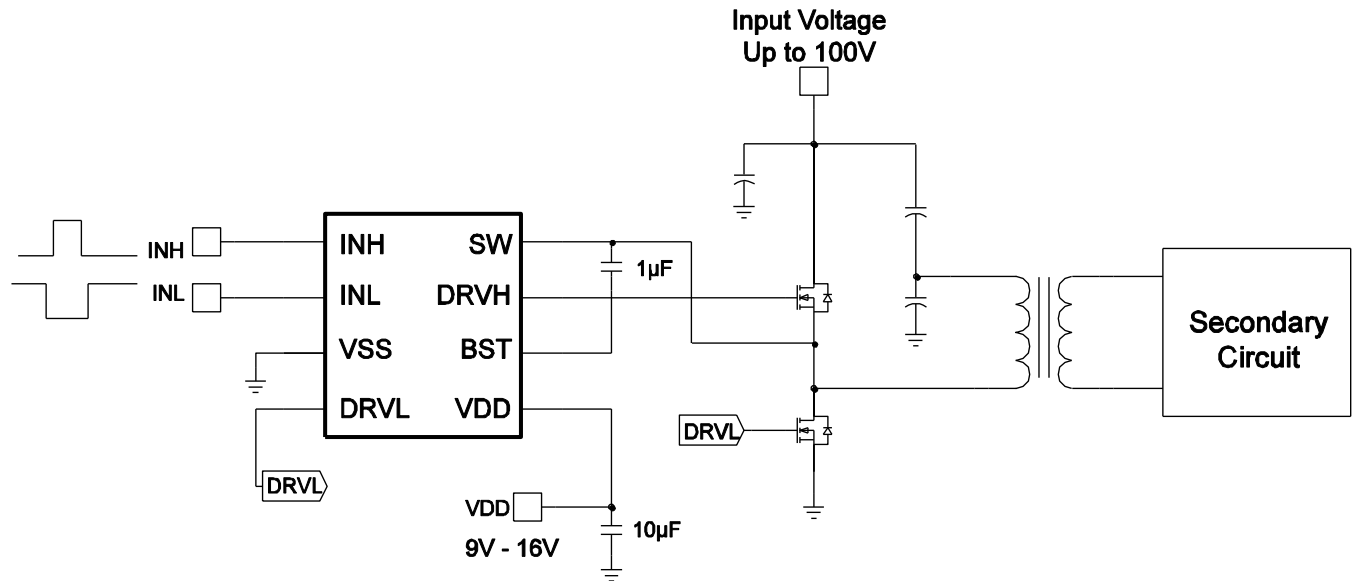 Input Voltage
Up to 100V
INH
INL
INH
INL
VSS
DRVL
SW
DRVH
BST
VDD
1µF
DRVL
DRVL
VDD
9V - 16V
10µF
Secondary
Circuit